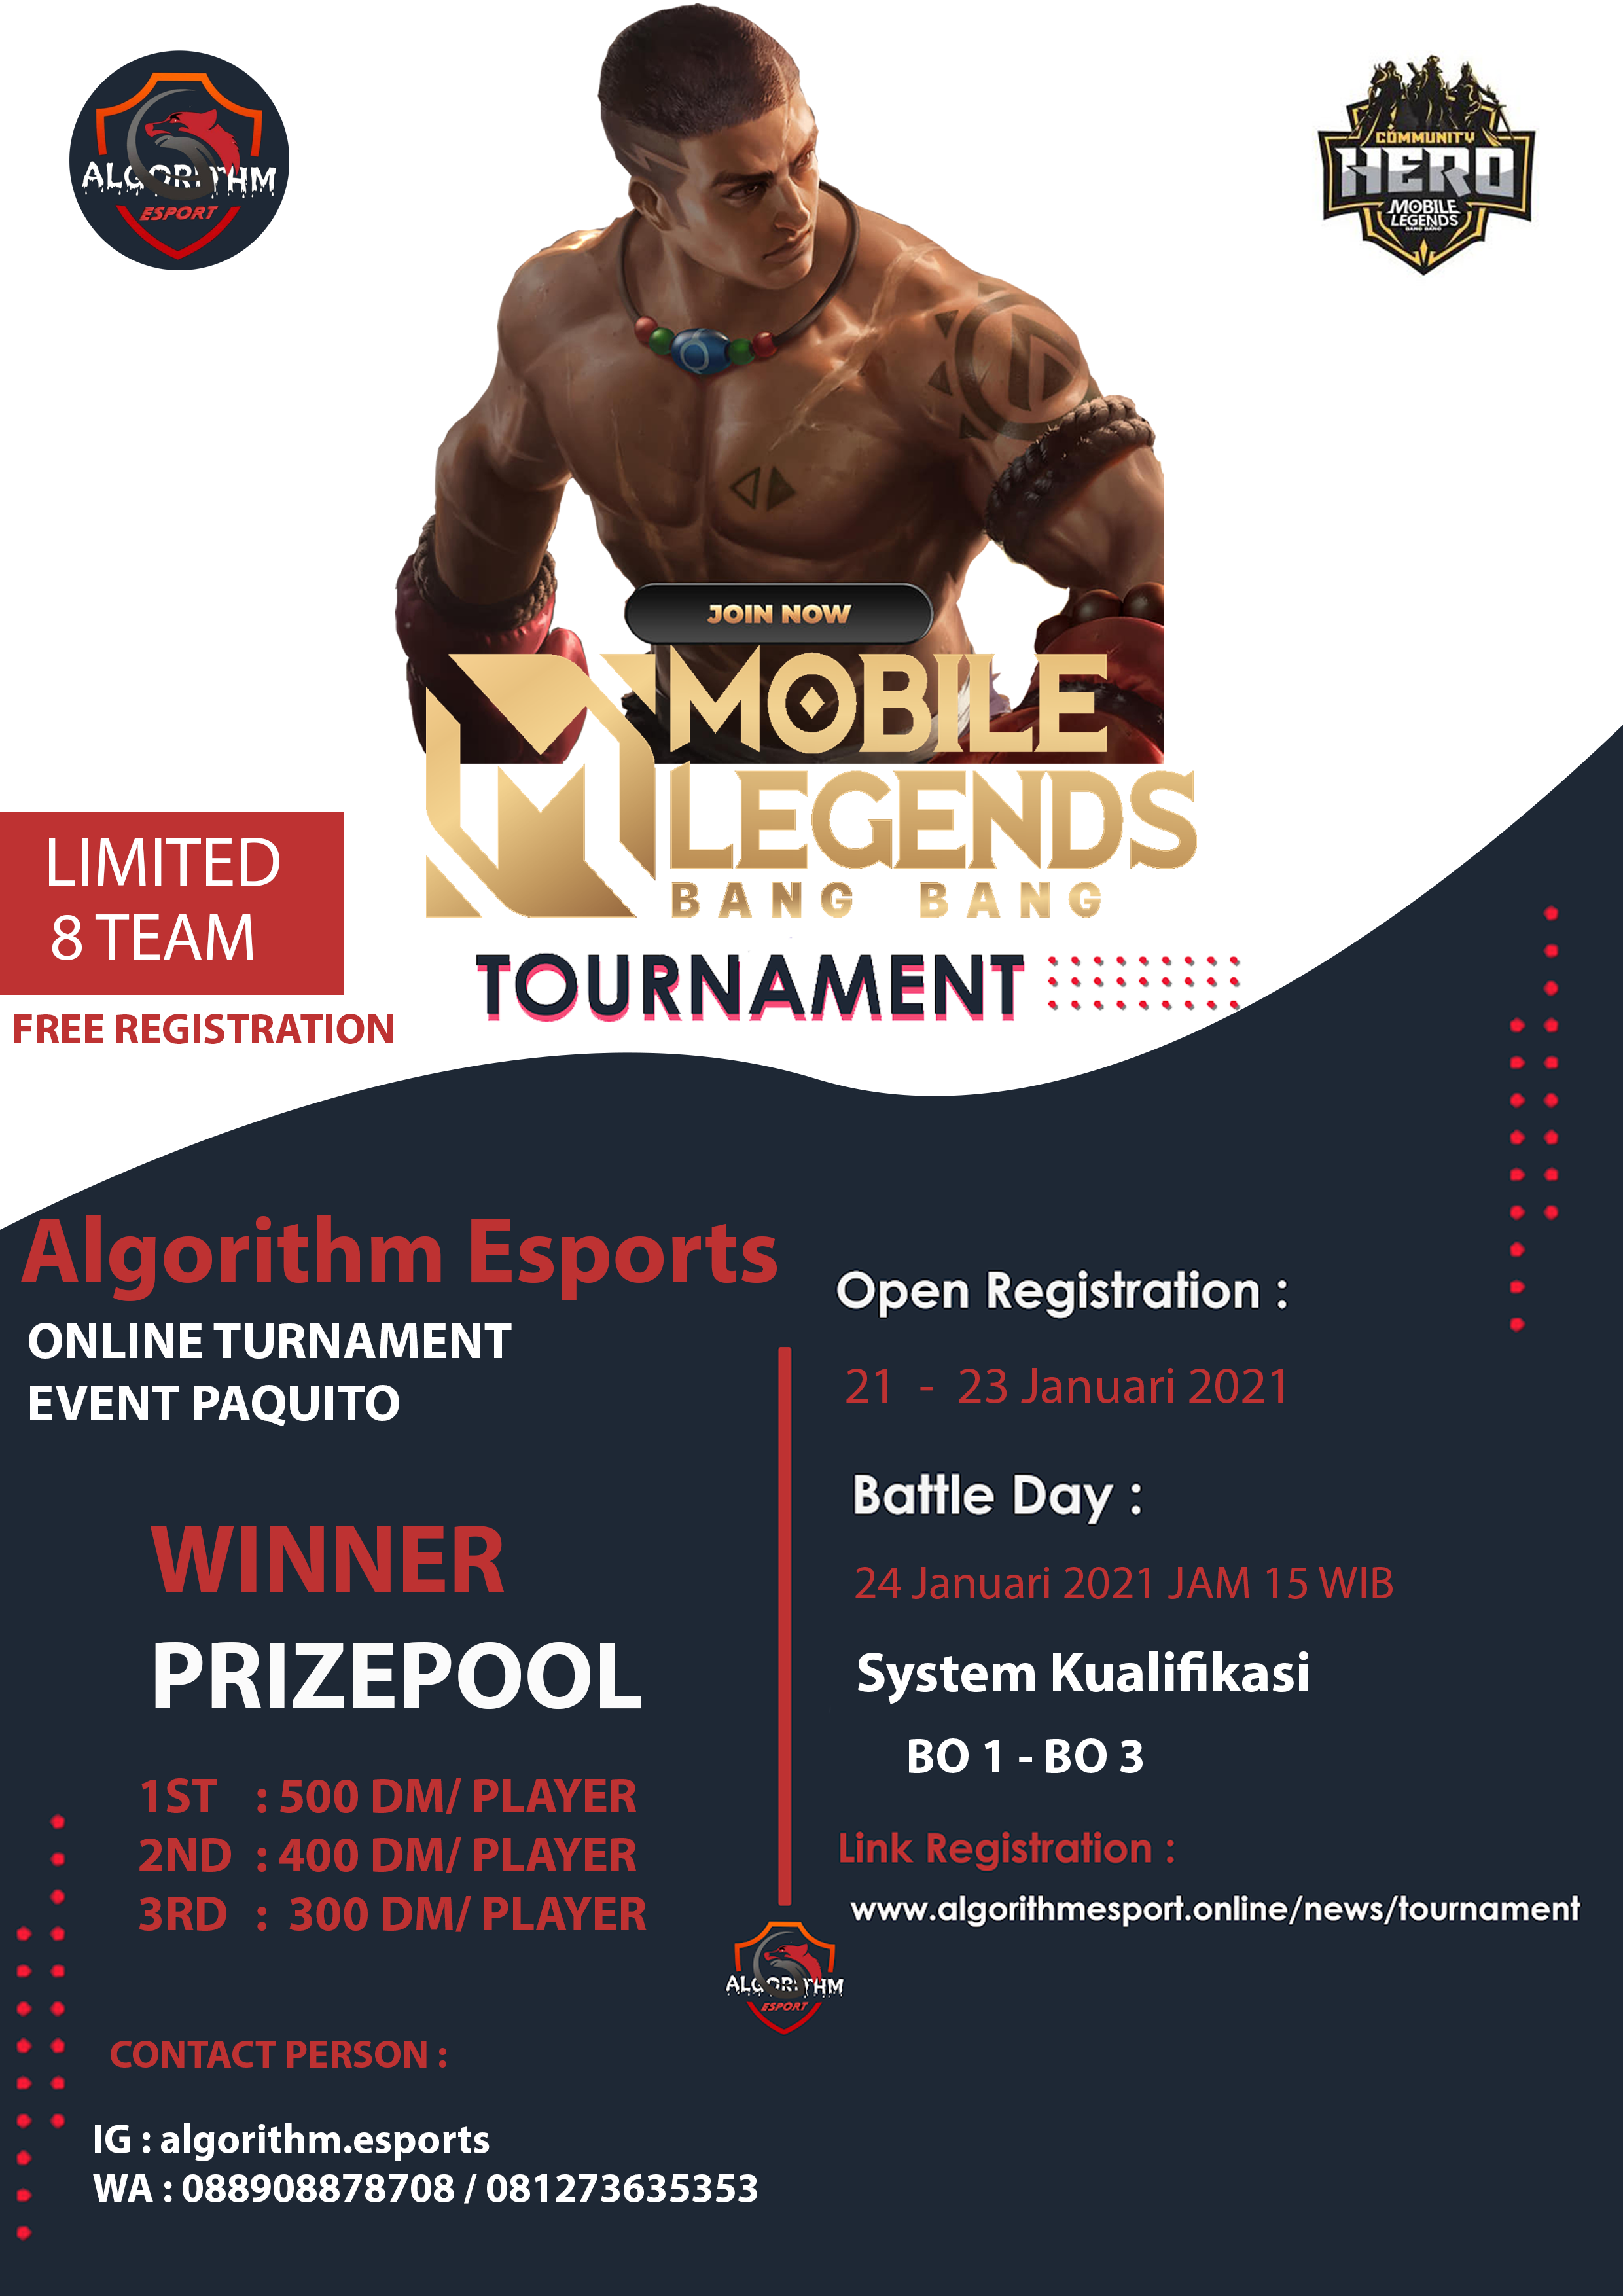 ALGORITHM
ESPORT
COMMUNITY
HERO
MOBILE
LEGENDS
BANG BANG
JOIN NOW
MOBILE
LEGENDS
BANG BANG
TOURNAMENT
LIMITED
8 TEAM
FREE REGISTRATION
Algorithm Esports
ONLINE TURNAMENT
EVENT PAQUITO
WINNER
PRIZEPOOL
1ST : 500 DM/ PLAYER
2ND : 400 DM/ PLAYER
3RD : 300 DM/ PLAYER
Open Registration :
21 - 23 Januari 2021
Battle Day :
24 Januari 2021 JAM 15 WIB
System Kualifikasi
BO 1 - BO 3
Link Registration :
www.algorithmesport.online/news/tournament
ALGORITHM
ESPORT
CONTACT PERSON :
IG : algorithm.esports
WA : 088908878708 / 081273635353